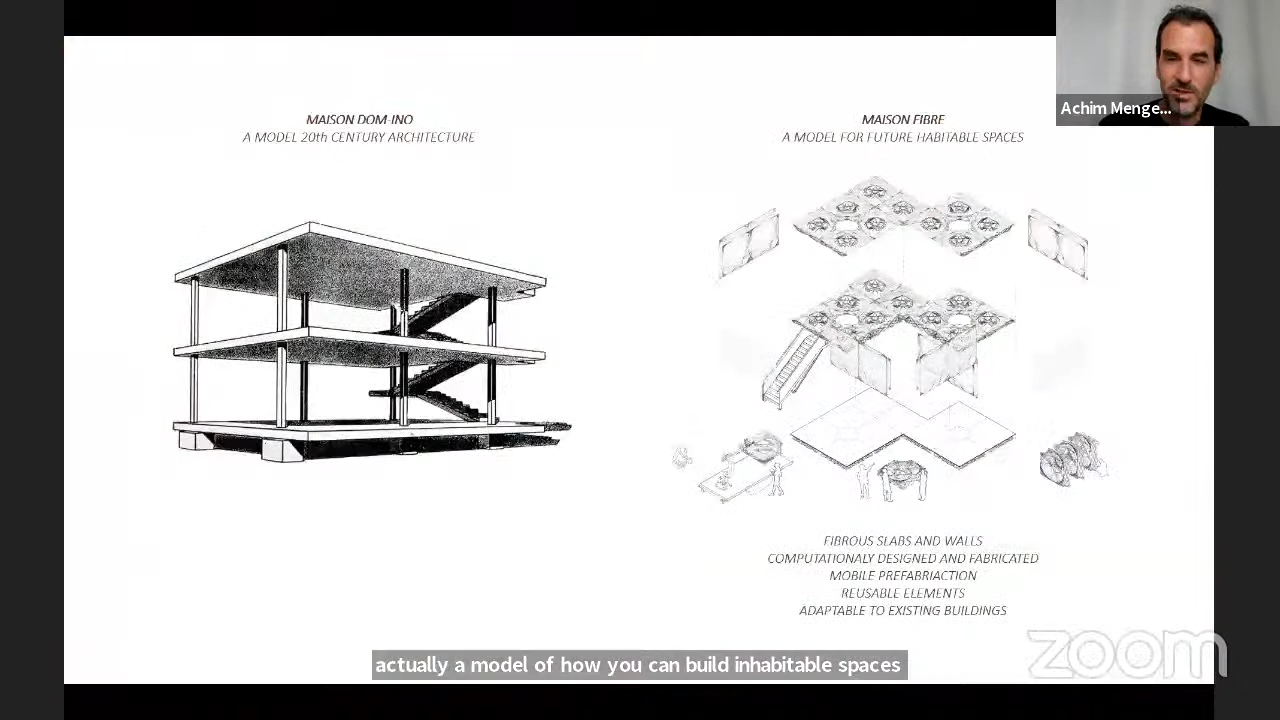 MAISON DOM-INO
A MODEL 20th CENTURY ARCHITECTURE
MAISON FIBRE
A MODEL FOR FUTURE HABITABLE SPACES
Achim Menge...
FIBROUS SLABS AND WALLS
COMPUTATIONALY DESIGNED AND FABRICATED
MOBILE PREFABRIACTION
REUSABLE ELEMENTS
ADAPTABLE TO EXISTING BUILDINGS
zoom
actually a model of how you can build inhabitable spaces